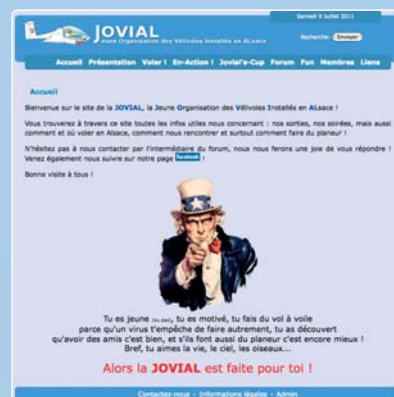 Samedi 9 Juillet 2011
JOVIAL
Jeune Organisation des Vélivoles Installés en ALsace
Recherche: Envoyer
Accueil Présentation Voler ! En-Action ! Jovial's-Cup Forum Fun Membres Liens
Accueil
Bienvenue sur le site de la JOVIAL, la Jeune Organisation des Vélivoles Installés en ALsace !
Vous trouverez à travers ce site toutes les infos utiles nous concernant : nos sorties, nos soirées, mais aussi
comment et où voler en Alsace, comment nous rencontrer et surtout comment faire du planeur !
N'hésitez pas à nous contacter par l'intermédiaire du forum, nous nous ferons une joie de vous répondre !
Venez également nous suivre sur notre page facebook !
Bonne visite à tous !
Tu es jeune (ou pas), tu es motivé, tu fais du vol à voile
parce qu'un virus t'empêche de faire autrement, tu as découvert
qu'avoir des amis c'est bien, et s'ils font aussi du planeur c'est encore mieux !
Bref, tu aimes la vie, le ciel, les oiseaux...
Alors la JOVIAL est faite pour toi !
Contactez-nous - Informations légales - Admin